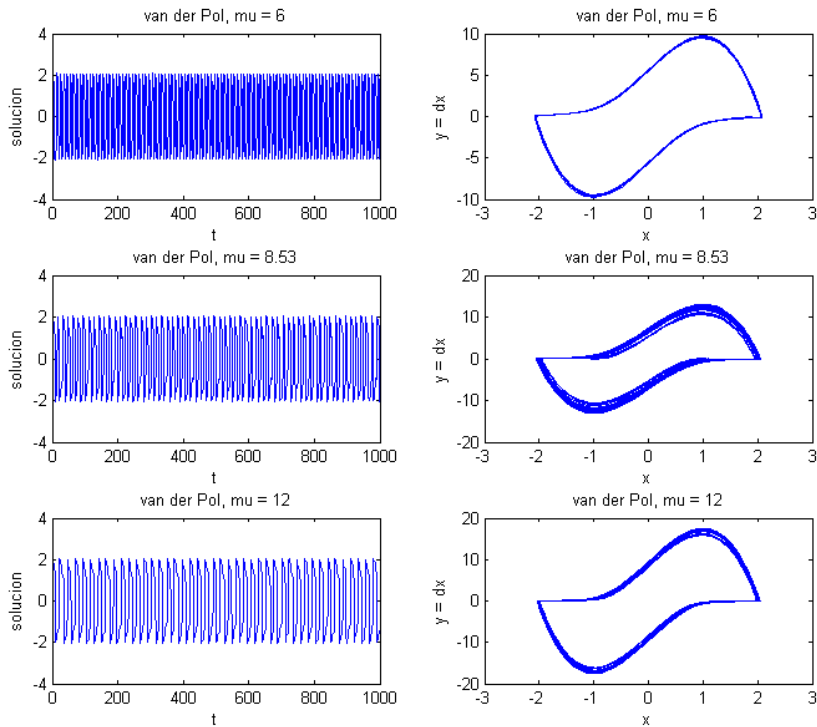 van der Pol, mu = 6
4
2
0
-2
-4
solucion
0 200 400 600 800 1000
t
van der Pol, mu = 6
10
5
0
-5
-10
y = dx
-3 -2 -1 0 1 2 3
x
van der Pol, mu = 8.53
4
2
0
-2
-4
solucion
0 200 400 600 800 1000
t
van der Pol, mu = 8.53
20
10
0
-10
-20
y = dx
-3 -2 -1 0 1 2 3
x
van der Pol, mu = 12
4
2
0
-2
-4
solucion
0 200 400 600 800 1000
t
van der Pol, mu = 12
20
10
0
-10
-20
y = dx
-3 -2 -1 0 1 2 3
x